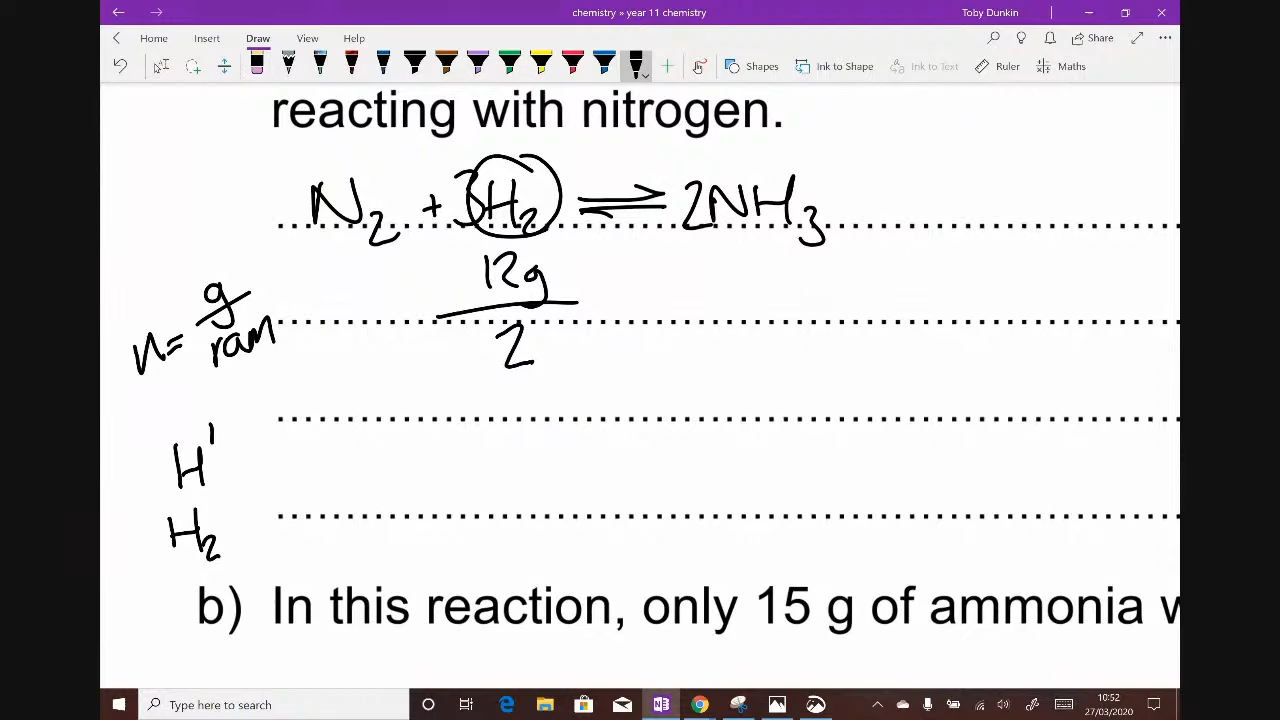 chemistry » year 11 chemistry
Toby Dunkin
Home Insert Draw View Help
Share
Shapes Ink to Shape Ink to Text Ruler Maths
reacting with nitrogen.
N2 + 3H2 ⇌ 2NH3
12g
2
n= g
ram
H1
H2
b) In this reaction, only 15 g of ammonia w
Type here to search
10:52
27/03/2020